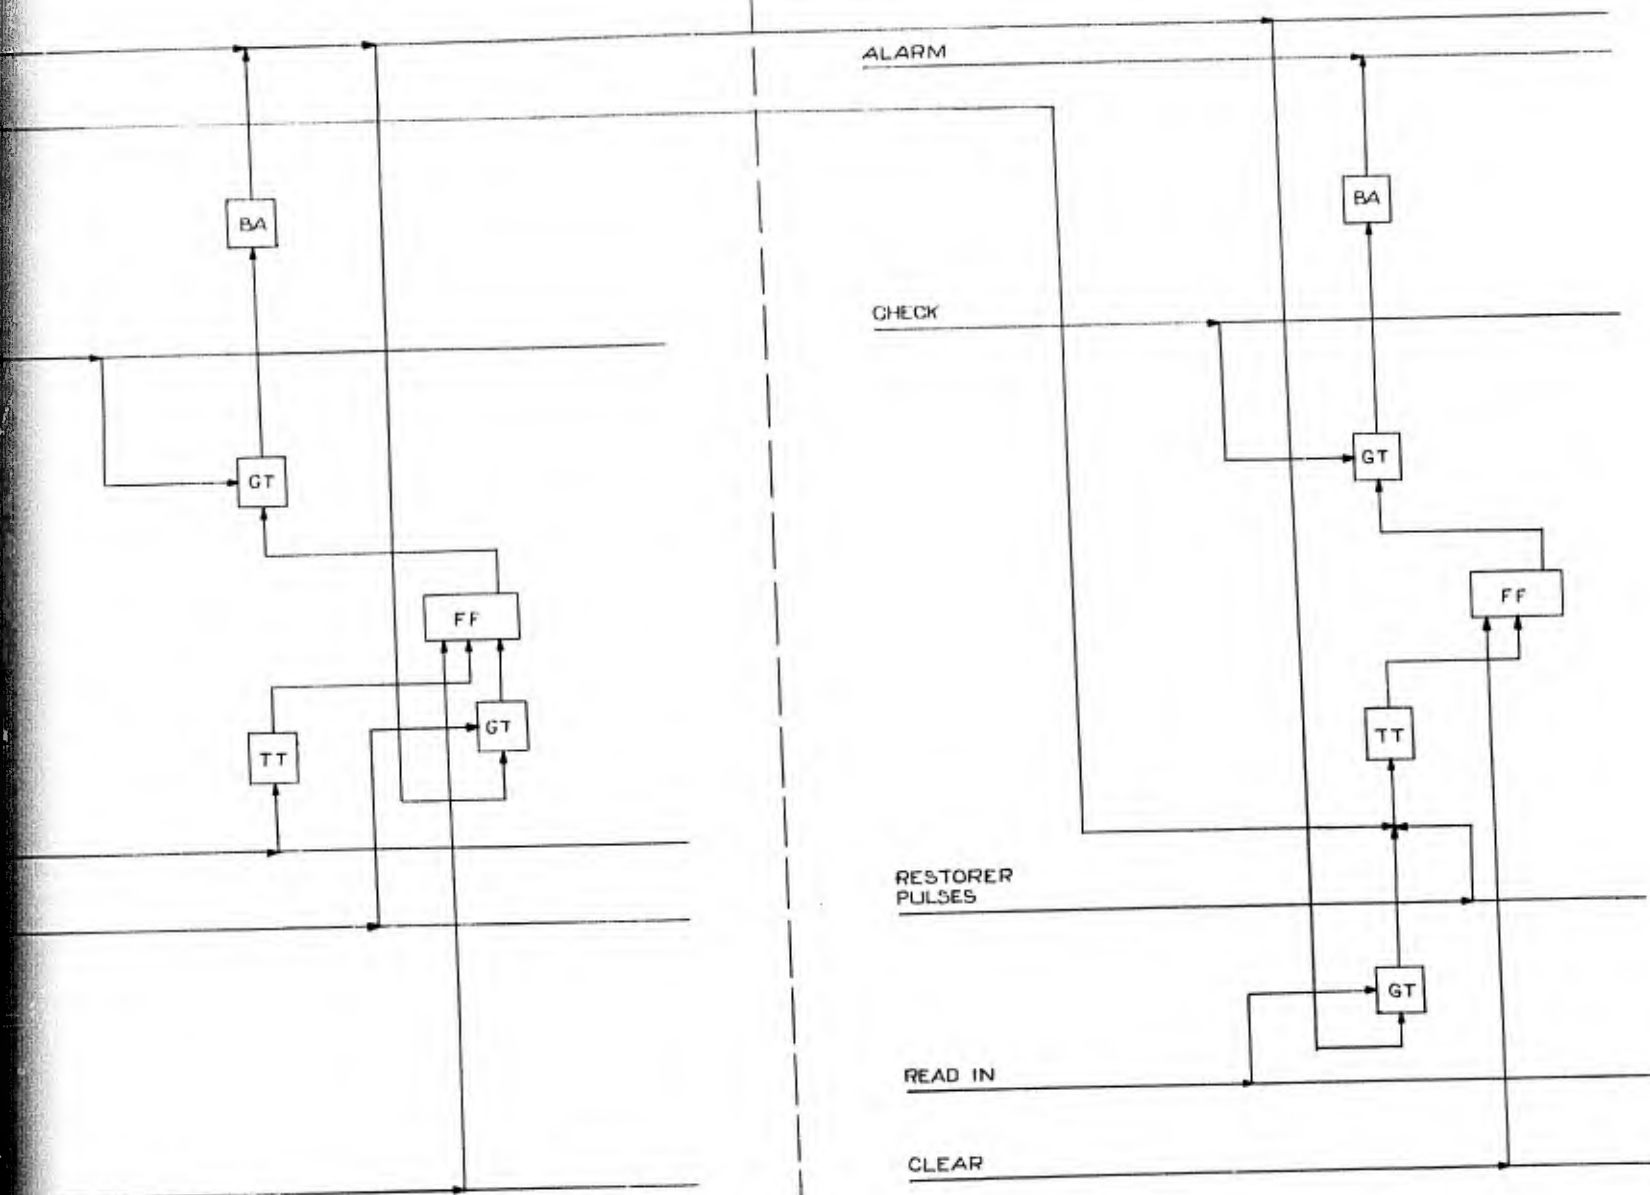 BA
GT
FF
GT
TT
ALARM
BA
CHECK
GT
FF
TT
RESTORER
PULSES
GT
READ IN
CLEAR